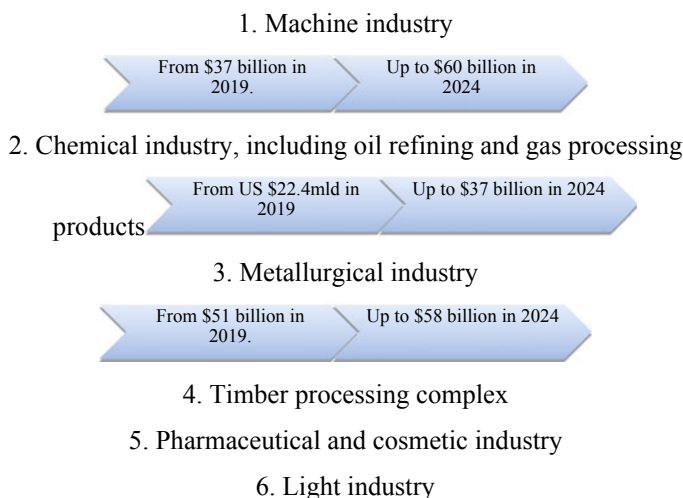 1. Machine industry
From $37 billion in
2019.
Up to $60 billion in
2024
2. Chemical industry, including oil refining and gas processing
products
From US $22.4mld in
2019
Up to $37 billion in 2024
3. Metallurgical industry
From $51 billion in
2019.
Up to $58 billion in 2024
4. Timber processing complex
5. Pharmaceutical and cosmetic industry
6. Light industry